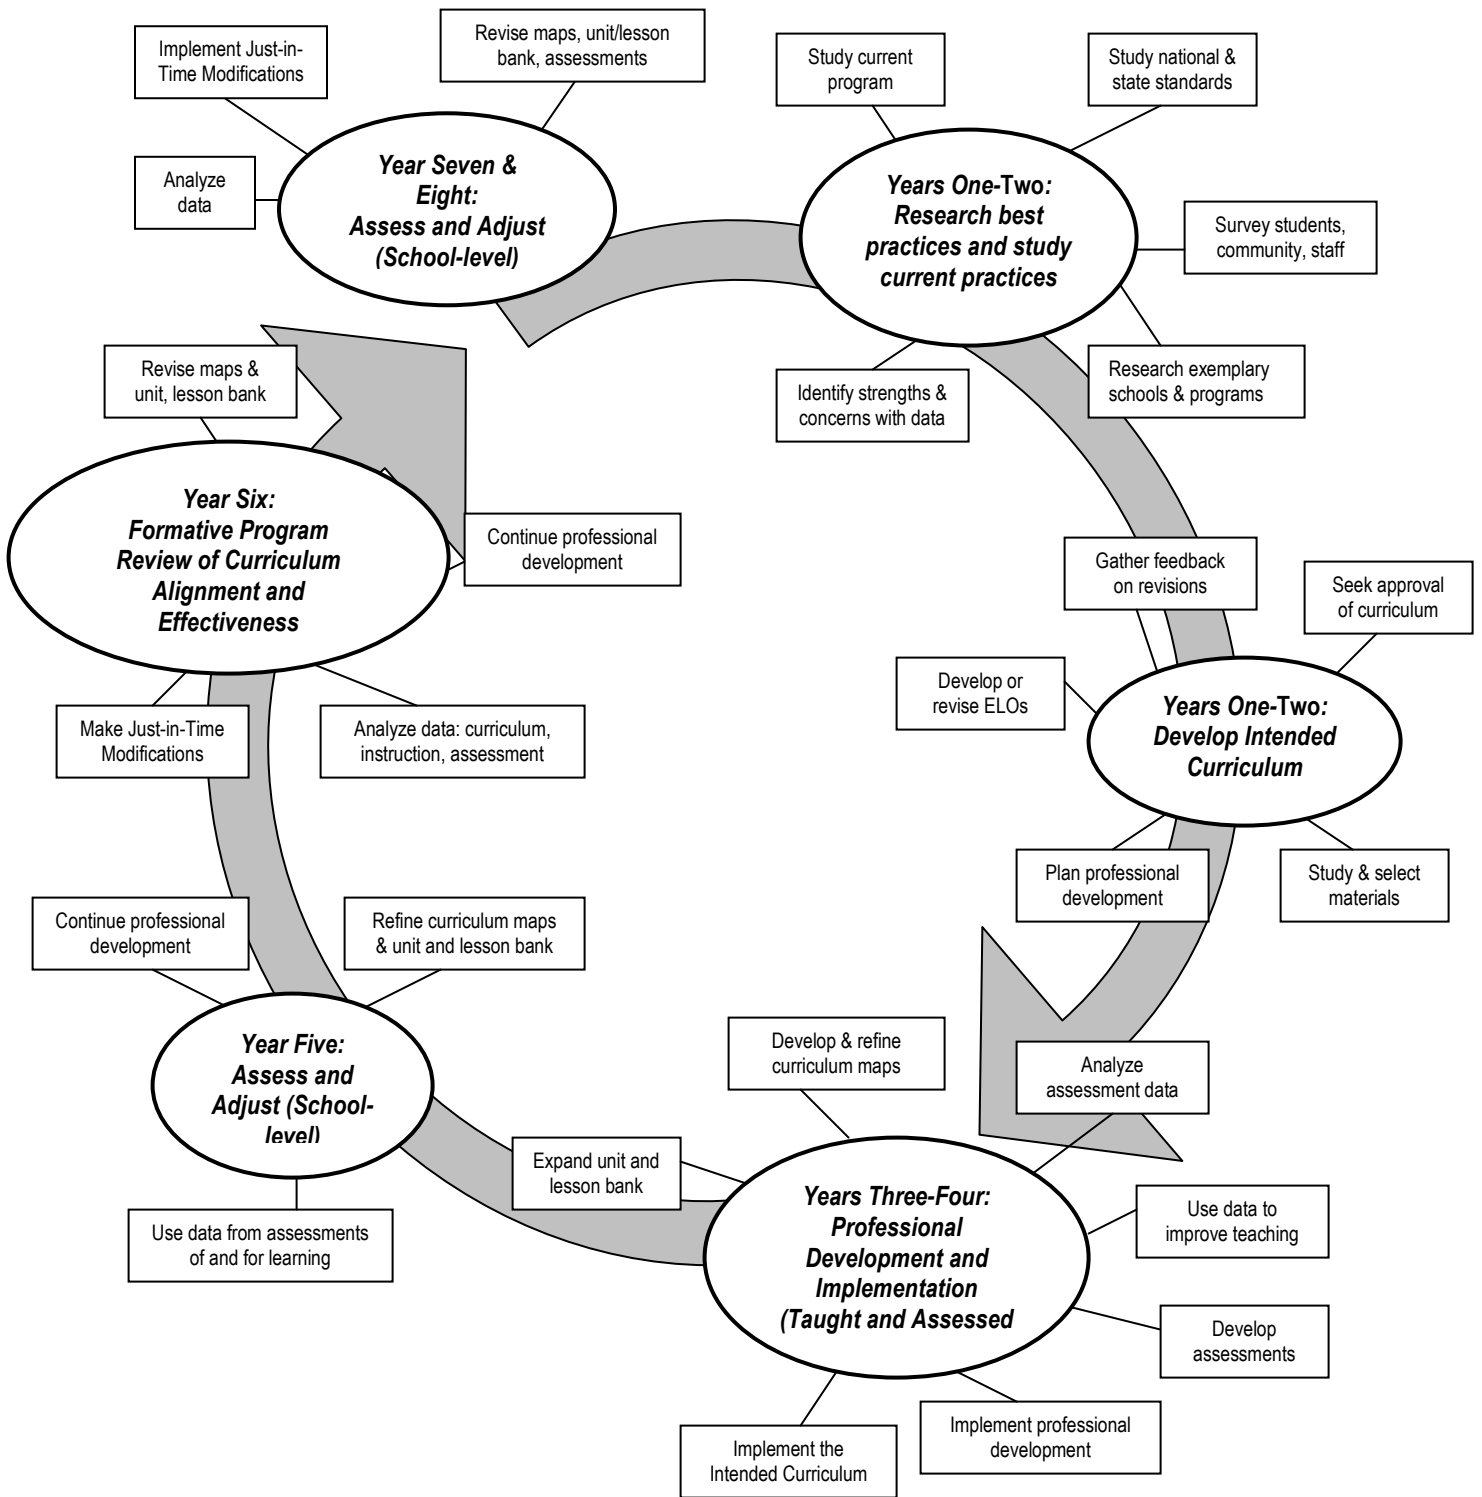 Implement Just-in-
Time Modifications
Revise maps, unit/lesson
bank, assessments
Study current
program
Study national &
state standards
Analyze
data
Year Seven &
Eight:
Assess and Adjust
(School-level)
Years One-Two:
Research best
practices and study
current practices
Survey students,
community, staff
Revise maps &
unit, lesson bank
Identify strengths &
concerns with data
Research exemplary
schools & programs
Year Six:
Formative Program
Review of Curriculum
Alignment and
Effectiveness
Continue professional
development
Gather feedback
on revisions
Seek approval
of curriculum
Develop or
revise ELOs
Years One-Two:
Develop Intended
Curriculum
Make Just-in-Time
Modifications
Analyze data: curriculum,
instruction, assessment
Plan professional
development
Study & select
materials
Continue professional
development
Refine curriculum maps
& unit and lesson bank
Year Five:
Assess and
Adjust (School-
level)
Develop & refine
curriculum maps
Analyze
assessment data
Expand unit and
lesson bank
Years Three-Four:
Professional
Development and
Implementation
(Taught and Assessed
Use data to
improve teaching
Use data from assessments
of and for learning
Develop
assessments
Implement the
Intended Curriculum
Implement professional
development